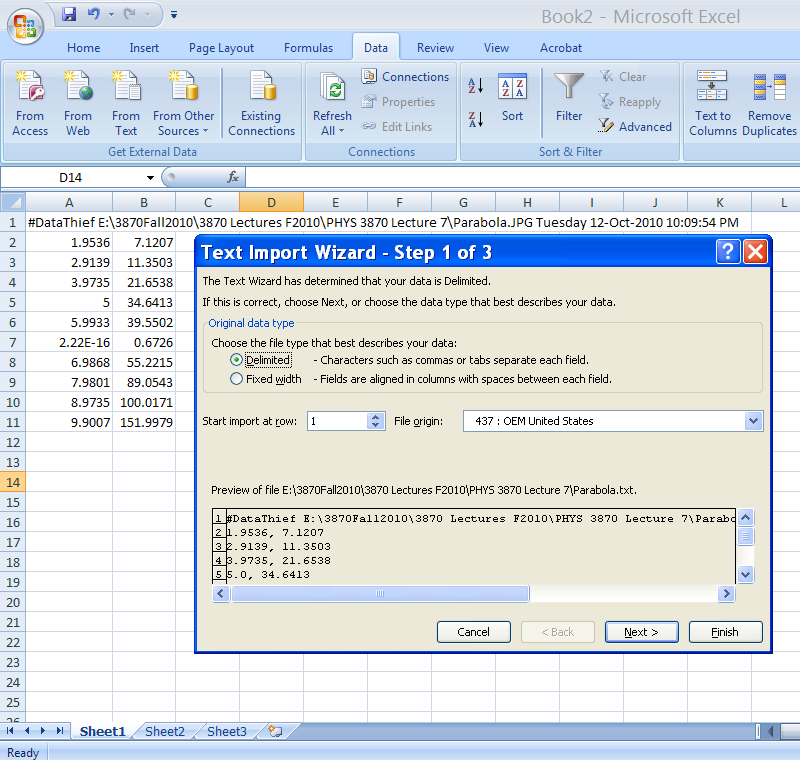 Book2 - Microsoft Excel
Home Insert Page Layout Formulas Data Review View Acrobat
From Access
From Web
From Text
From Other Sources
Existing Connections
Get External Data
Refresh All
Connections
Properties
Edit Links
Connections
A Z
Z A
A Z Z A
Sort
Filter
Clear
Reapply
Advanced
Sort & Filter
Text to Columns
Remove Duplicates
D14 fx
A B C D E F G H I J K L
1 #DataThief E:\3870Fall2010\3870 Lectures F2010\PHYS 3870 Lecture 7\Parabola.JPG Tuesday 12-Oct-2010 10:09:54 PM
2 1.9536 7.1207
3 2.9139 11.3503
4 3.9735 21.6538
5 5 34.6413
6 5.9933 39.5502
7 2.22E-16 0.6726
8 6.9868 55.2215
9 7.9801 89.0543
10 8.9735 100.0171
11 9.9007 151.9979
12
13
14
15
16
17
18
19
20
21
22
23
24
25
26
Text Import Wizard - Step 1 of 3
?
The Text Wizard has determined that your data is Delimited.
If this is correct, choose Next, or choose the data type that best describes your data.
Original data type
Choose the file type that best describes your data:
Delimited - Characters such as commas or tabs separate each field.
Fixed width - Fields are aligned in columns with spaces between each field.
Start import at row: 1 File origin: 437 : OEM United States
Preview of file E:\3870Fall2010\3870 Lectures F2010\PHYS 3870 Lecture 7\Parabola.txt.
1 #DataThief E:\3870Fall2010\3870 Lectures F2010\PHYS 3870 Lecture 7\Parabo
2 1.9536, 7.1207
3 2.9139, 11.3503
4 3.9735, 21.6538
5 5.0, 34.6413
Cancel < Back Next > Finish
Sheet1 Sheet2 Sheet3
Ready